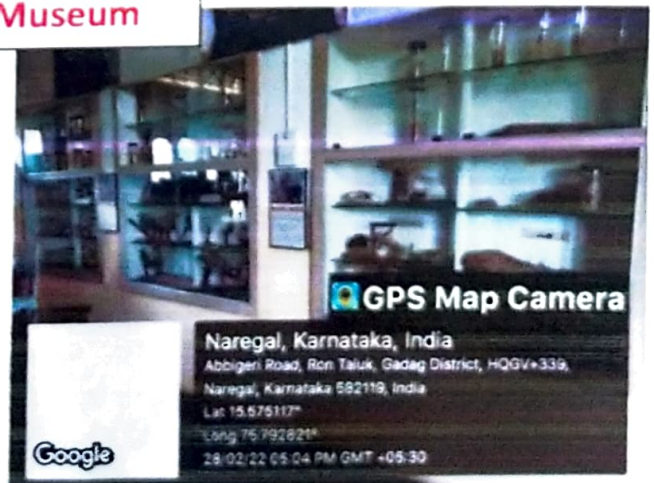 Museum
GPS Map Camera
Naregal, Karnataka, India
Abbigeri Road, Ron Taluk, Gadag District, HQGV+339,
Naregal, Karnataka 582119, India
Lat 15.575117°
Long 75.792821°
28/02/22 05:04 PM GMT +05:30
Google